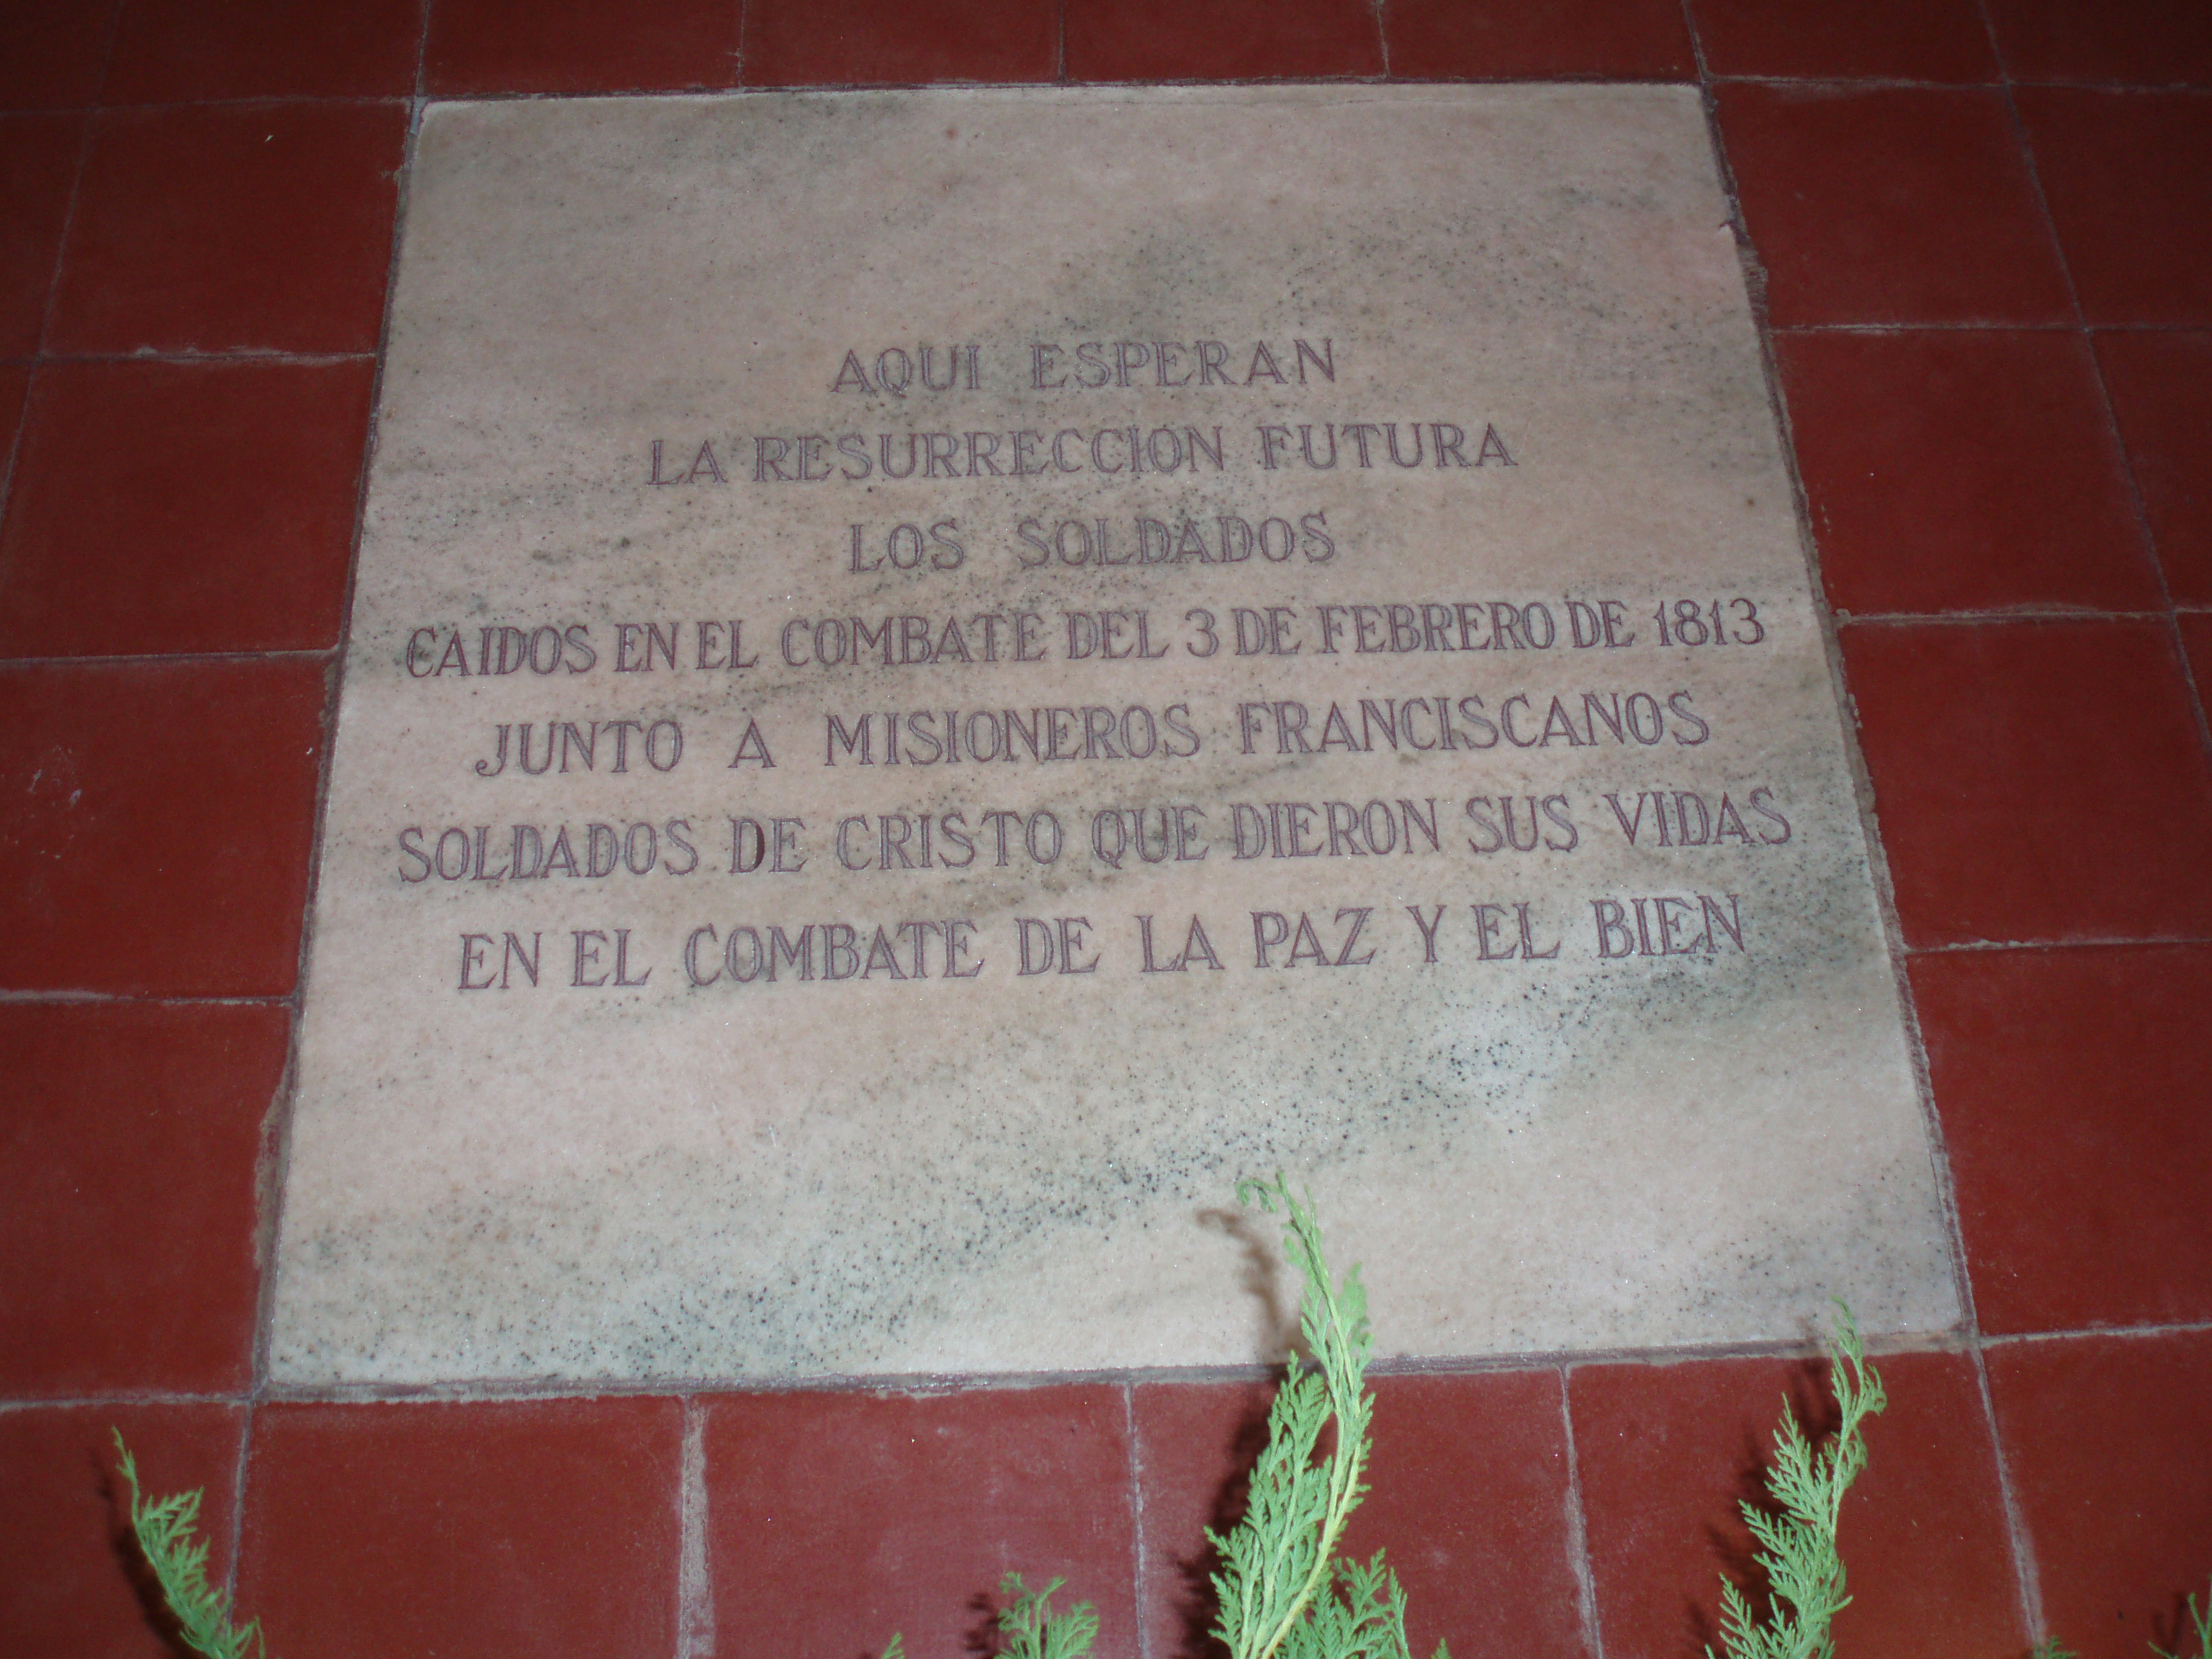 AQUI ESPERAN
LA RESURRECCION FUTURA
LOS SOLDADOS
CAIDOS EN EL COMBATE DEL 3 DE FEBRERO DE 1813
JUNTO A MISIONEROS FRANCISCANOS
SOLDADOS DE CRISTO QUE DIERON SUS VIDAS
EN EL COMBATE DE LA PAZ Y EL BIEN